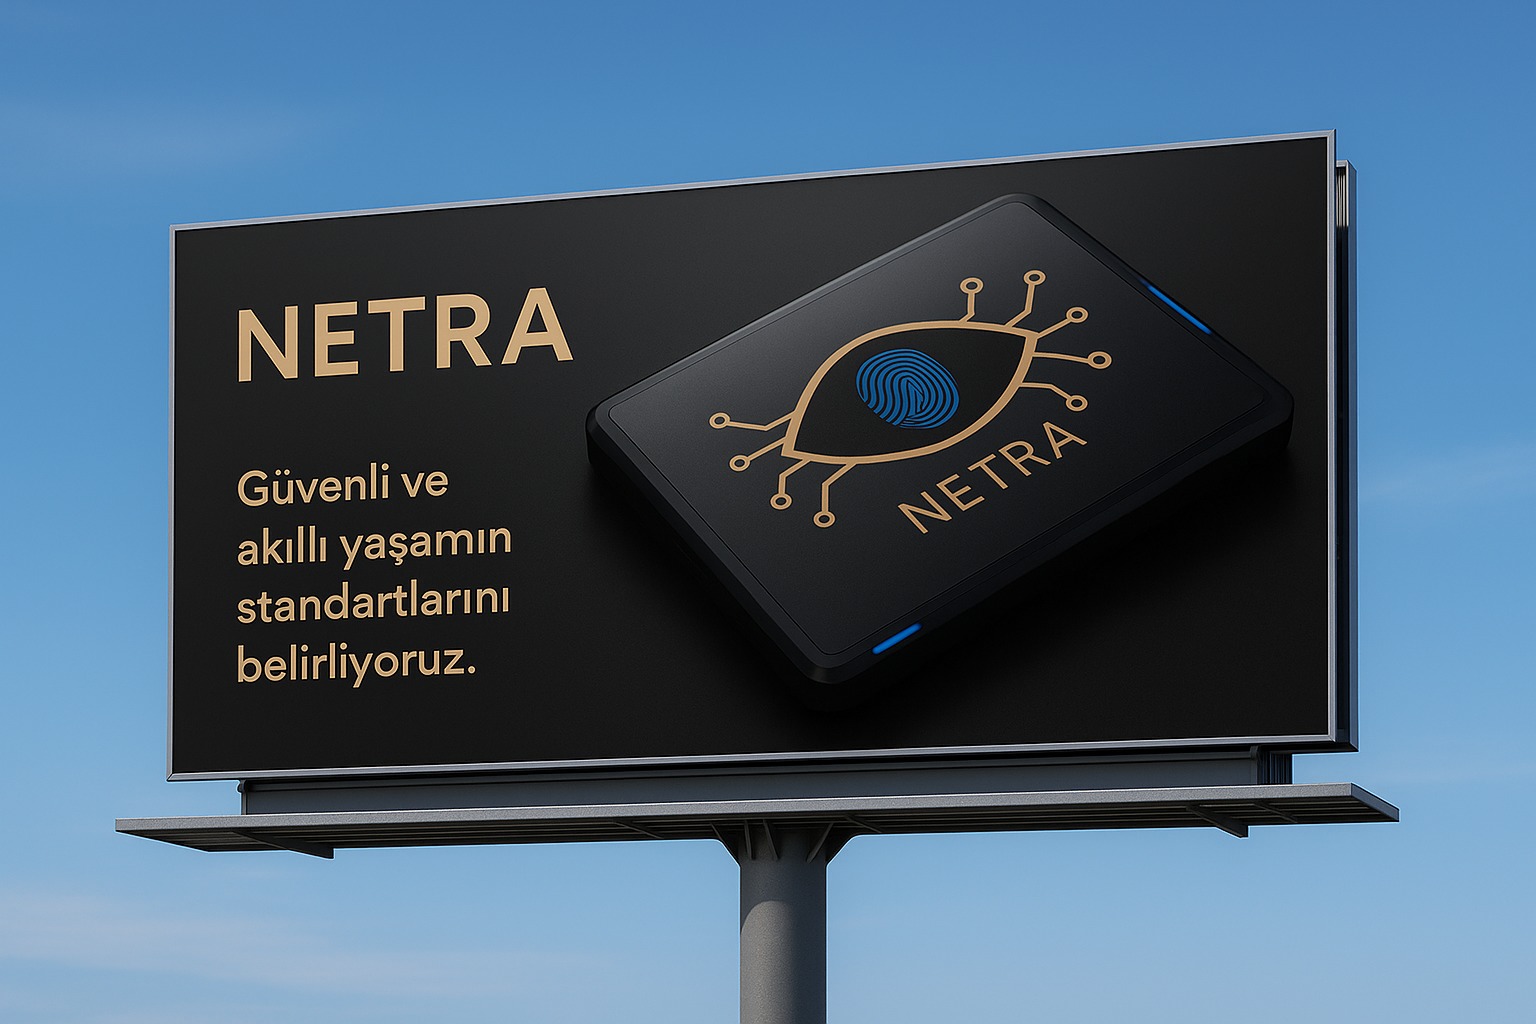 NETRA
Güvenli ve
akıllı yaşamın
standartlarını
belirliyoruz.
NETRA